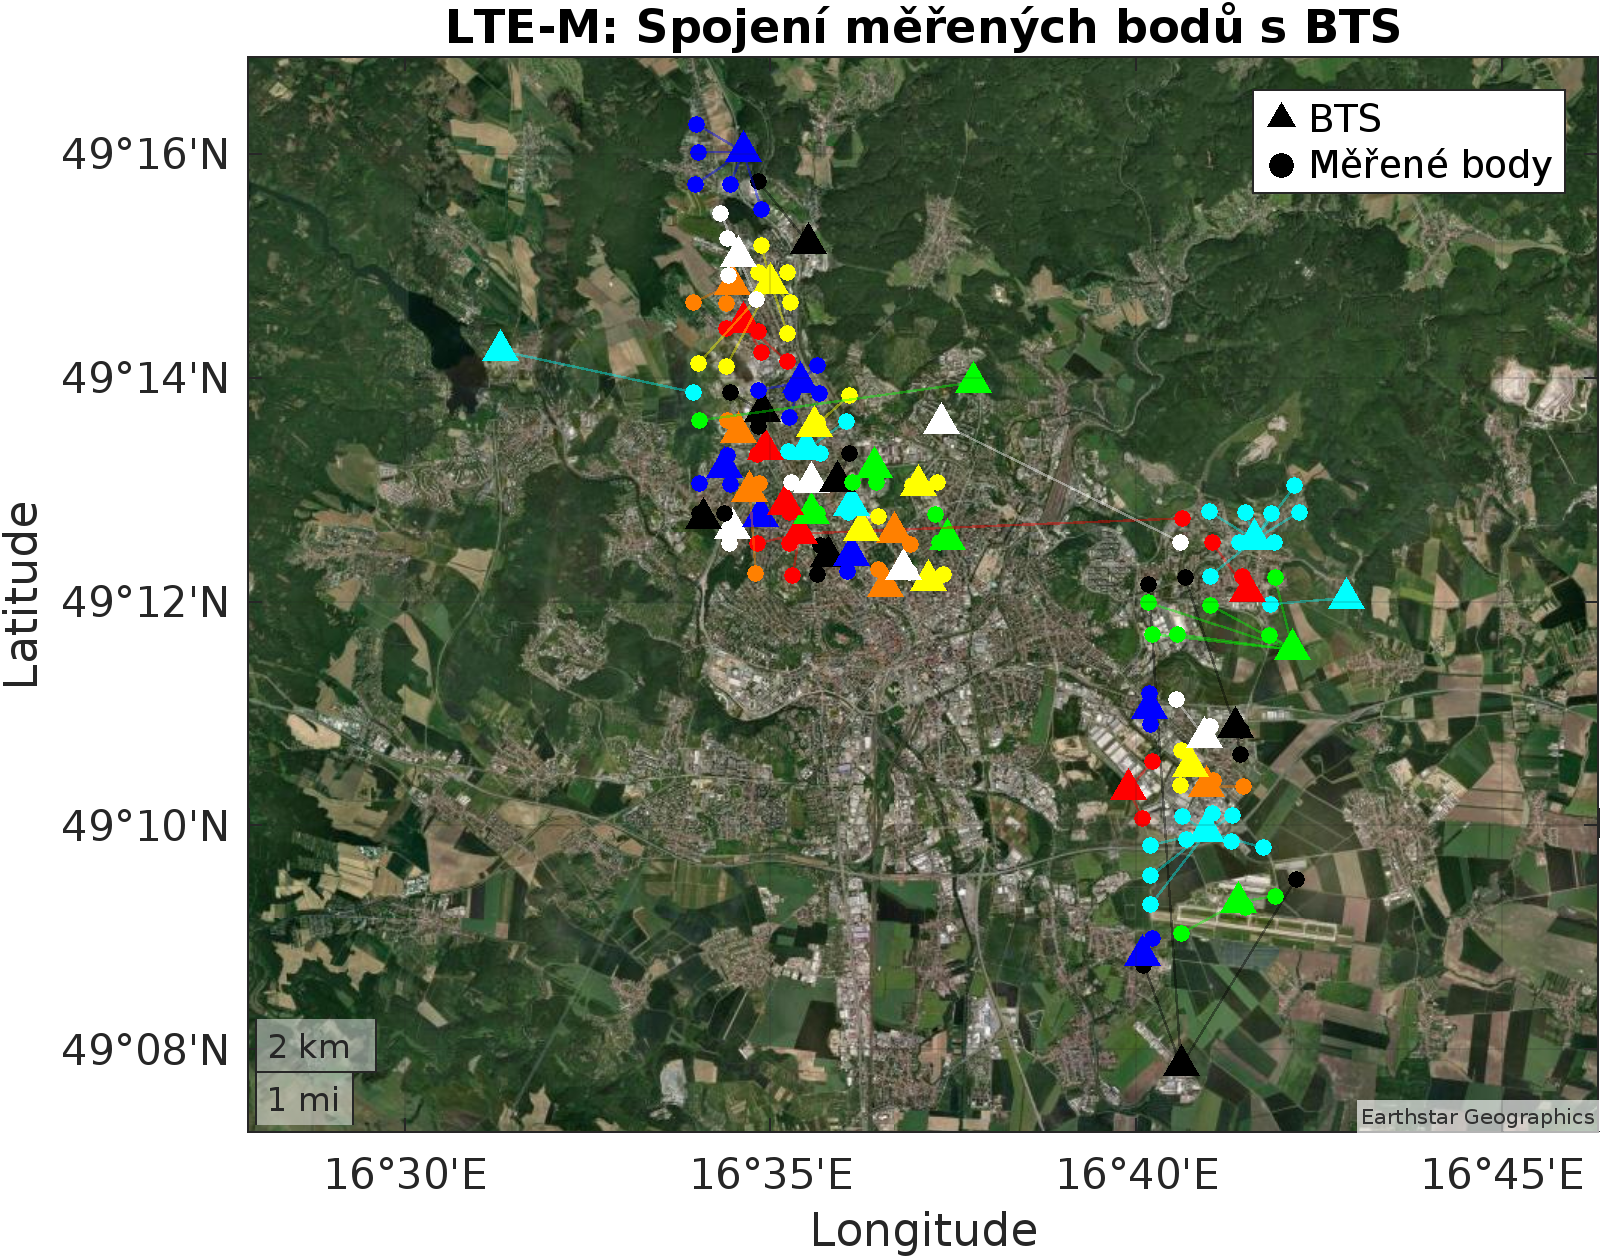 LTE-M: Spojení měřených bodů s BTS
BTS
Měřené body
49°16'N
49°14'N
49°12'N
49°10'N
49°08'N
Latitude
2 km
1 mi
Earthstar Geographics
16°30'E
16°35'E
16°40'E
16°45'E
Longitude